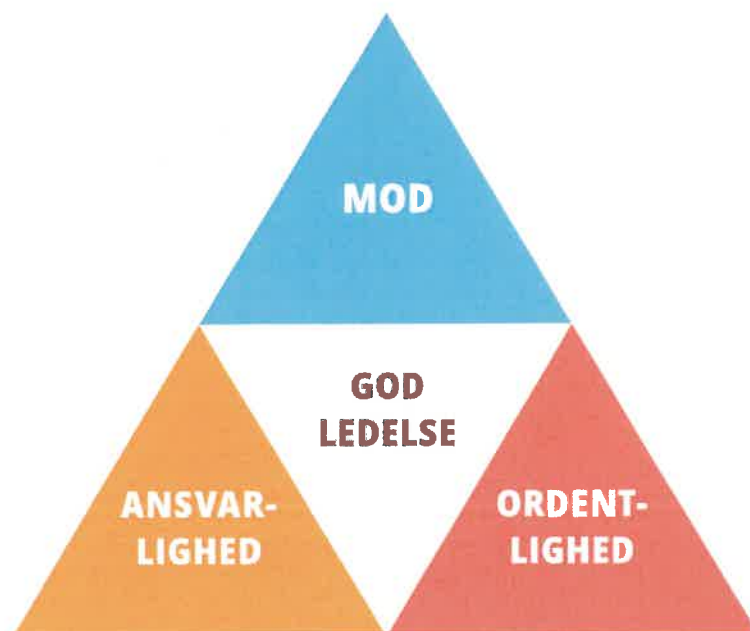 MOD
GOD
LEDELSE
ANSVAR-
LIGHED
ORDENT-
LIGHED